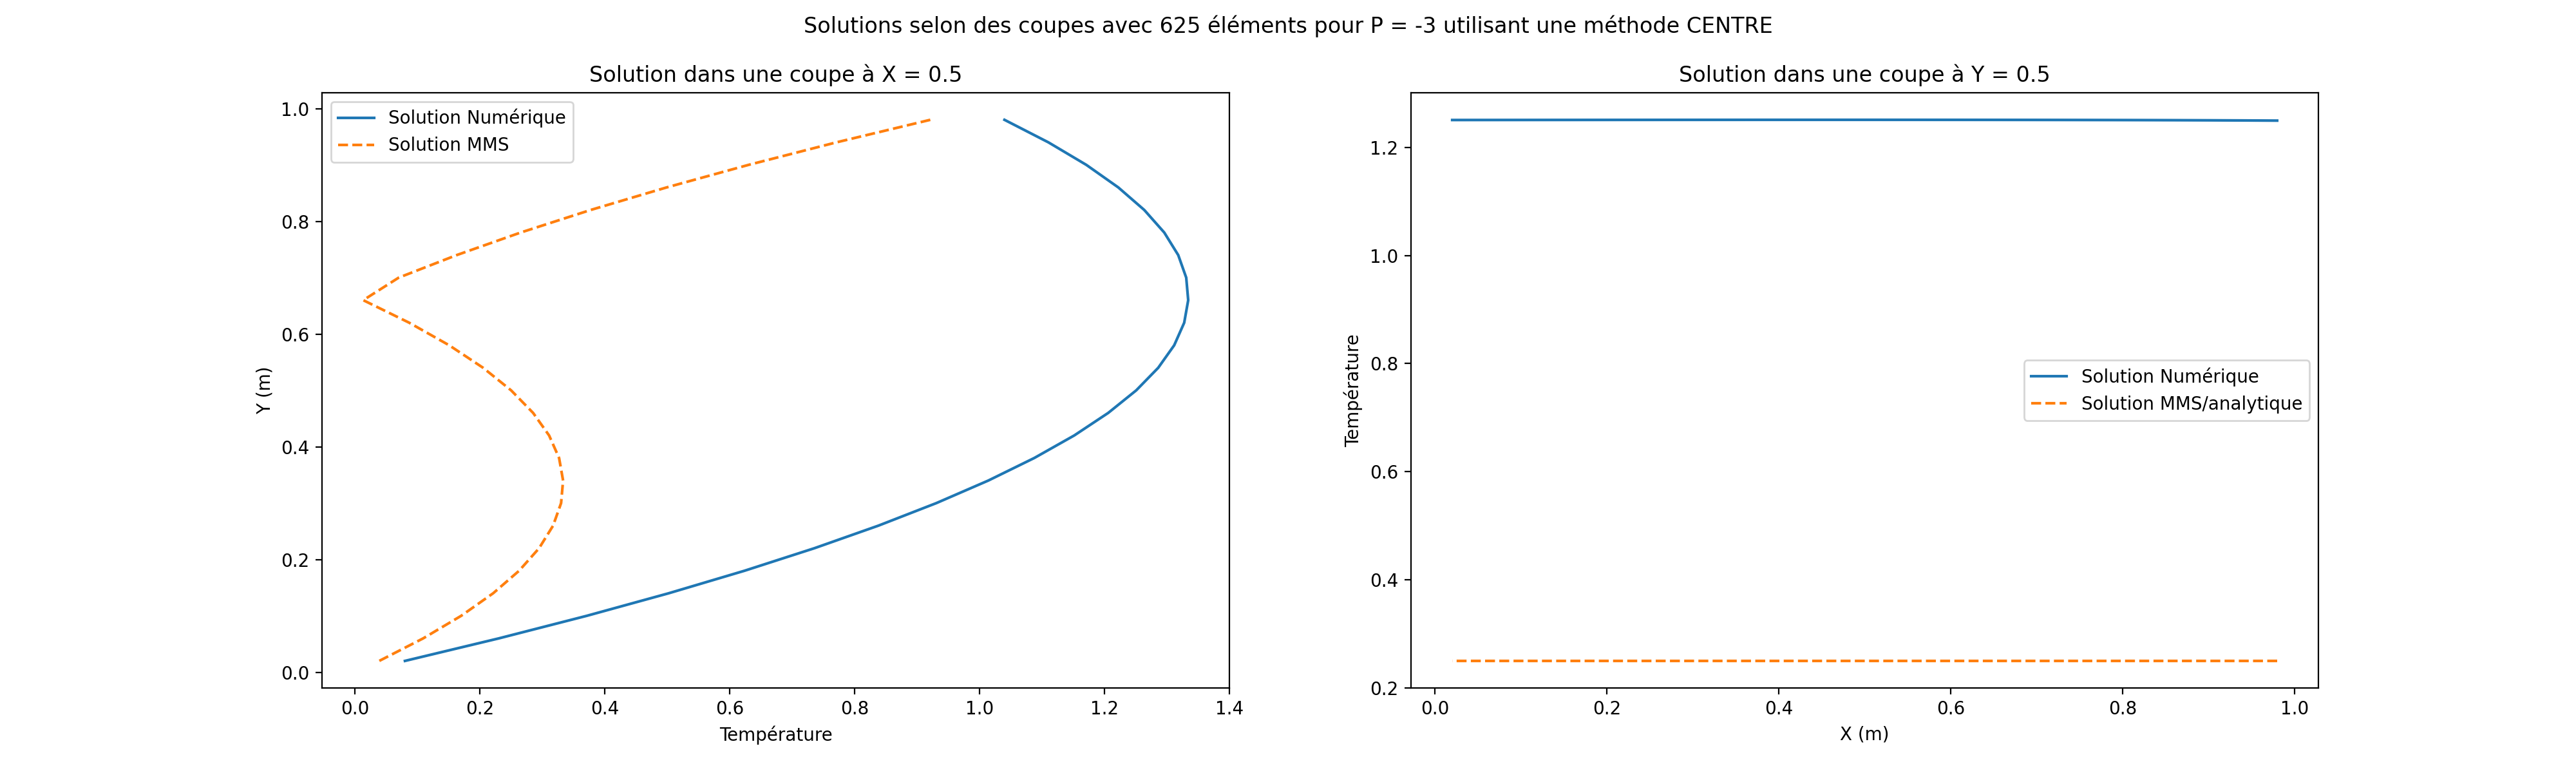 Solutions selon des coupes avec 625 éléments pour P = -3 utilisant une méthode CENTRE
Solution dans une coupe à X = 0.5
Solution Numérique
Solution MMS
Y (m)
1.0
0.8
0.6
0.4
0.2
0.0
0.0 0.2 0.4 0.6 0.8 1.0 1.2 1.4
Température
Solution dans une coupe à Y = 0.5
Solution Numérique
Solution MMS/analytique
Température
1.2
1.0
0.8
0.6
0.4
0.2
0.0 0.2 0.4 0.6 0.8 1.0
X (m)